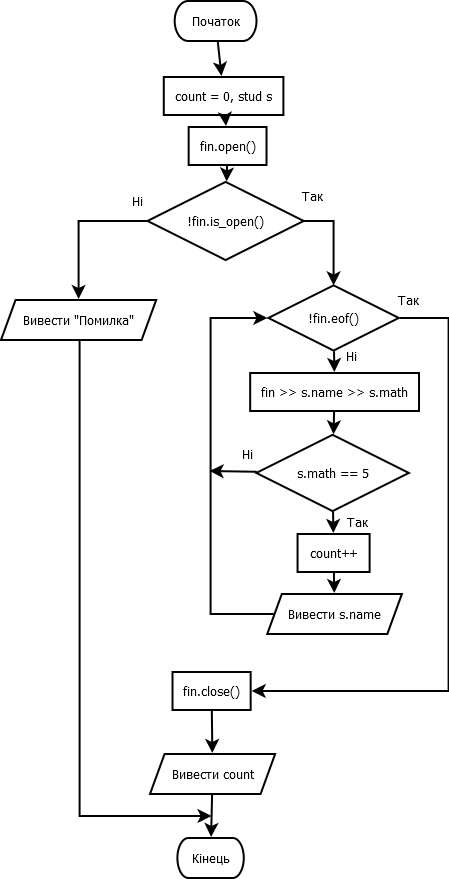 Початок
count = 0, stud s
fin.open()
Ні
Так
!fin.is_open()
Вивести "Помилка"
!fin.eof()
Так
Ні
fin >> s.name >> s.math
Ні
s.math == 5
Так
count++
Вивести s.name
fin.close()
Вивести count
Кінець